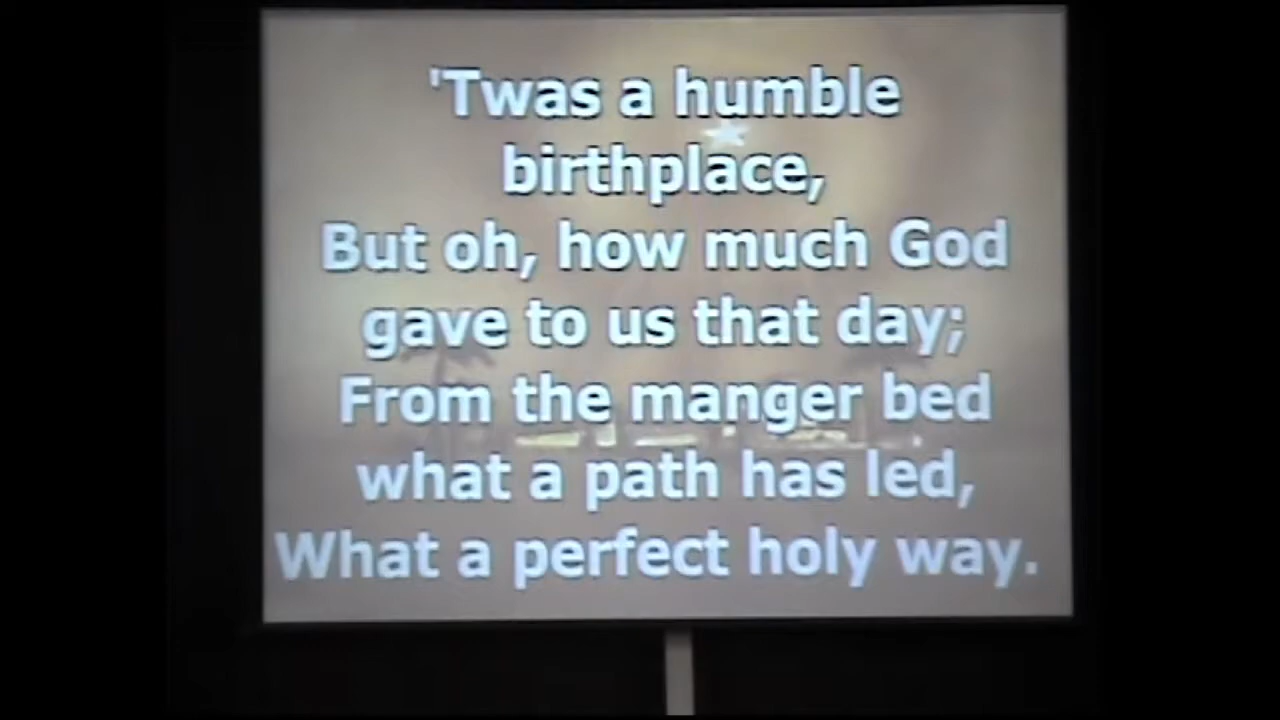 'Twas a humble
birthplace,
But oh, how much God
gave to us that day;
From the manger bed
what a path has led,
What a perfect holy way.